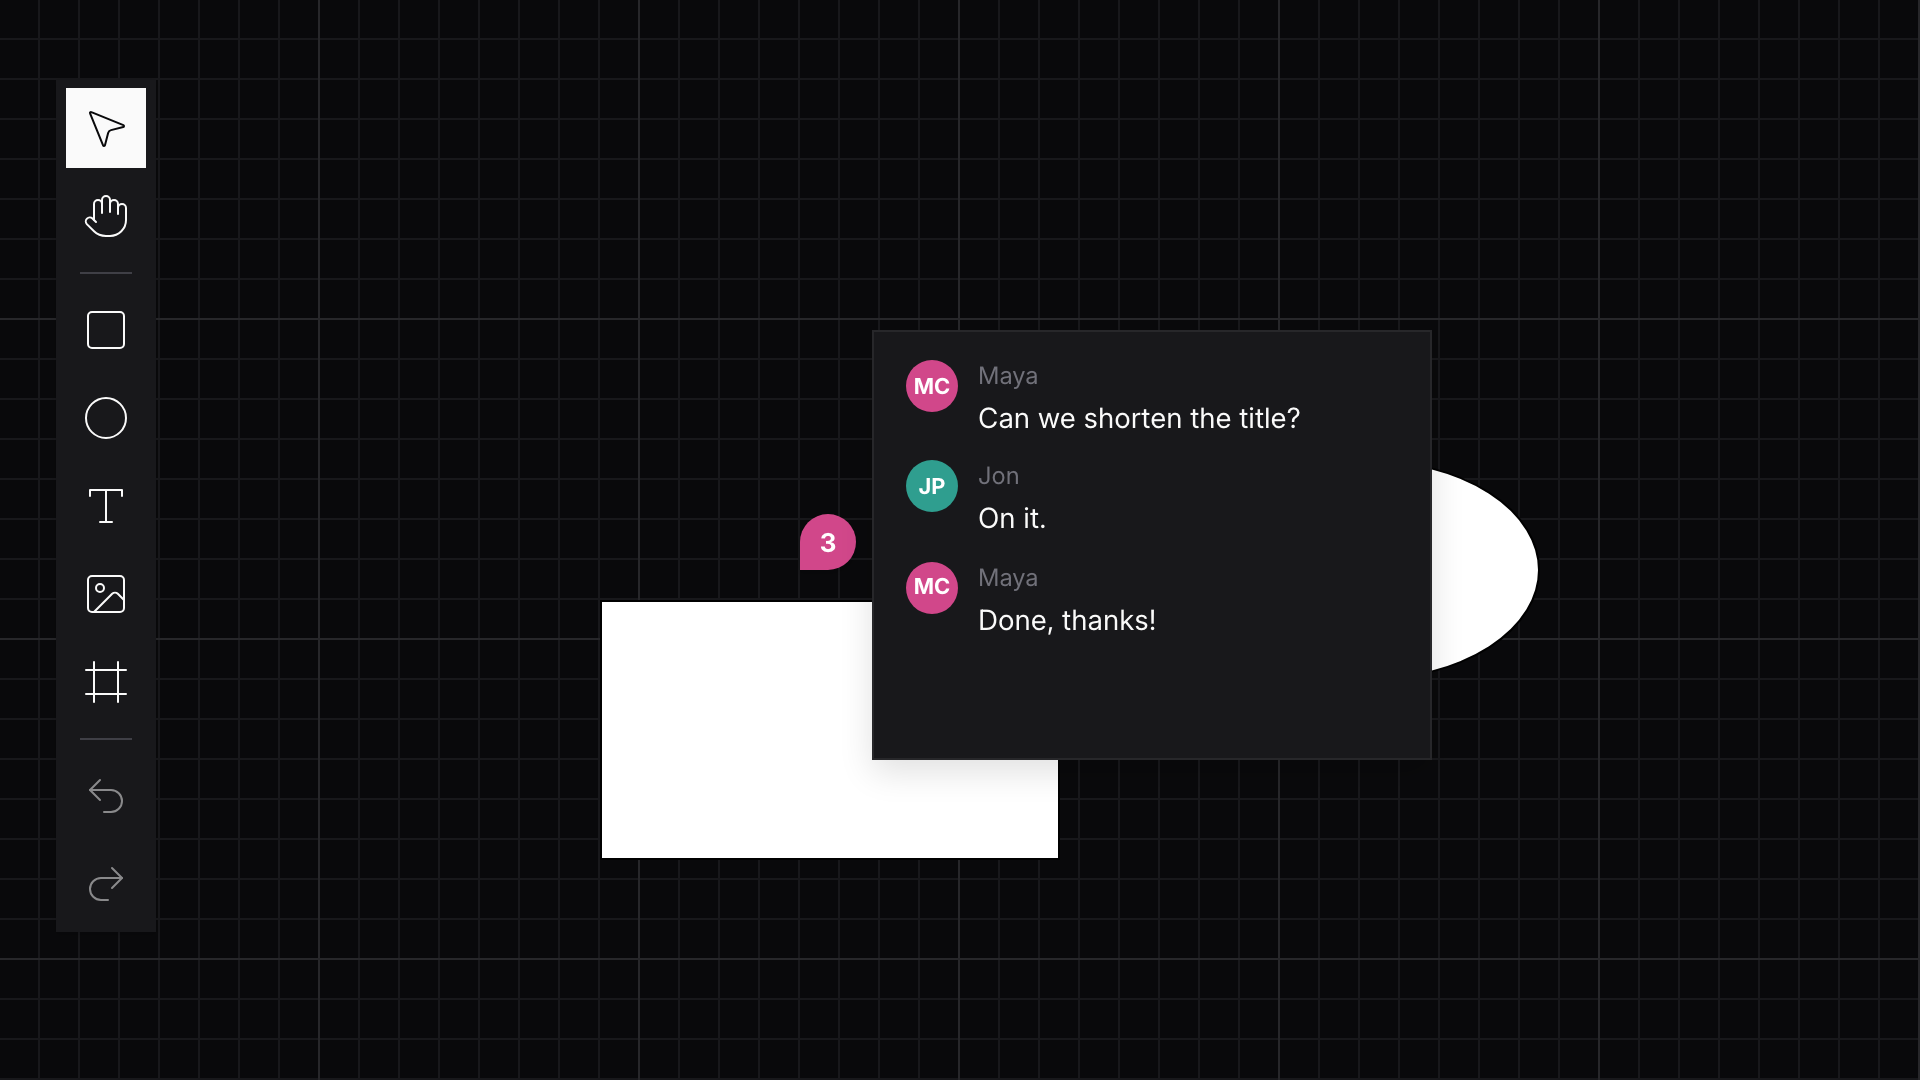 MC
Maya
Can we shorten the title?
JP
Jon
On it.
3
MC
Maya
Done, thanks!